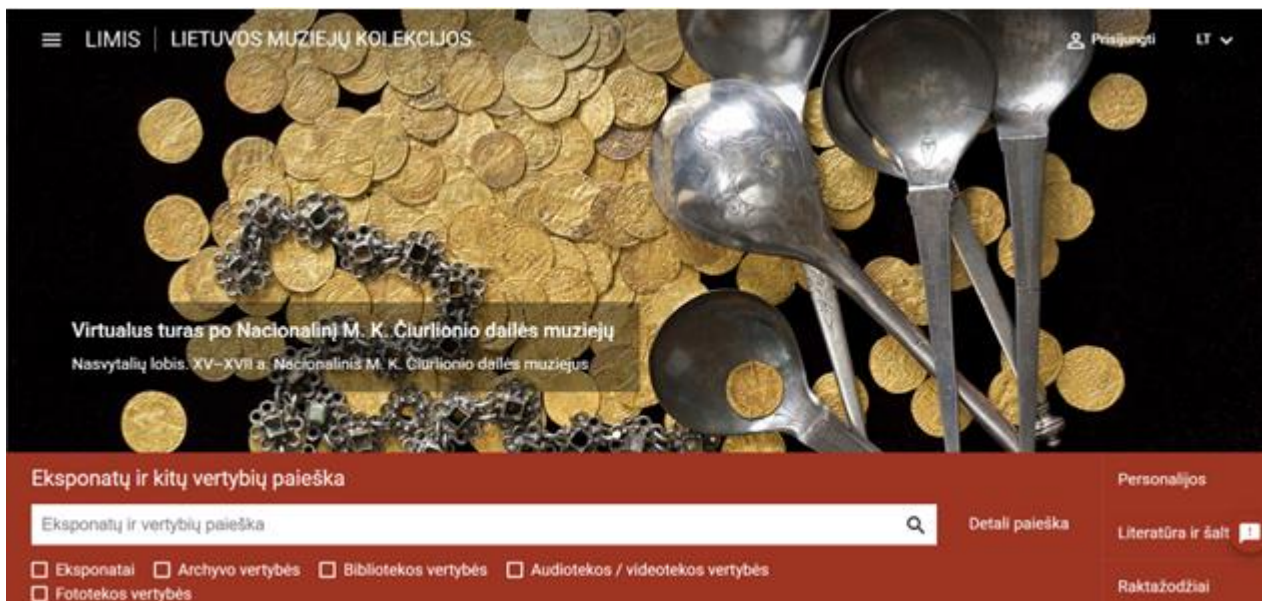 LIMIS | LIETUVOS MUZIEJŲ KOLEKCIJOS
Prisijungti
LT
Virtualus turas po Nacionalinį M. K. Čiurlionio dailės muziejų
Nasvytalių lobis. XV–XVII a. Nacionalinis M. K. Čiurlionio dailės muziejus
Eksponatų ir kitų vertybių paieška
Eksponatų ir vertybių paieška
Detali paieška
Eksponatai Archyvo vertybės Bibliotekos vertybės Audiotekos / videotekos vertybės
Fototekos vertybės
Personalijos
Literatūra ir šalt
Raktažodžiai